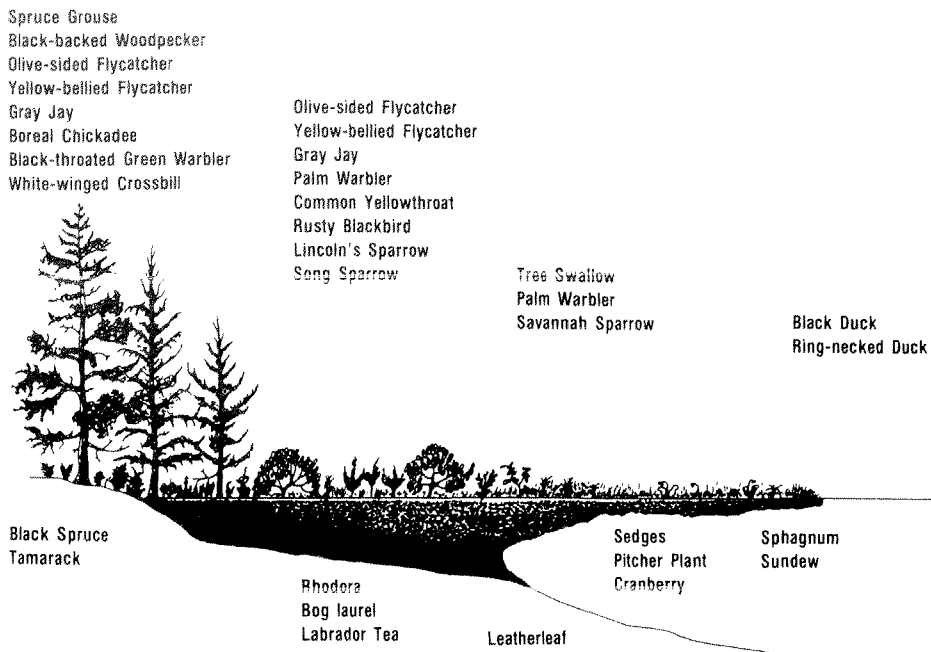 Spruce Grouse
Black-backed Woodpecker
Olive-sided Flycatcher
Yellow-bellied Flycatcher
Gray Jay
Boreal Chickadee
Black-throated Green Warbler
White-winged Crossbill
Olive-sided Flycatcher
Yellow-bellied Flycatcher
Gray Jay
Palm Warbler
Common Yellowthroat
Rusty Blackbird
Lincoln's Sparrow
Song Sparrow
Tree Swallow
Palm Warbler
Savannah Sparrow
Black Duck
Ring-necked Duck
Black Spruce
Tamarack
Rhodora
Bog laurel
Labrador Tea
Leatherleaf
Sedges
Pitcher Plant
Cranberry
Sphagnum
Sundew